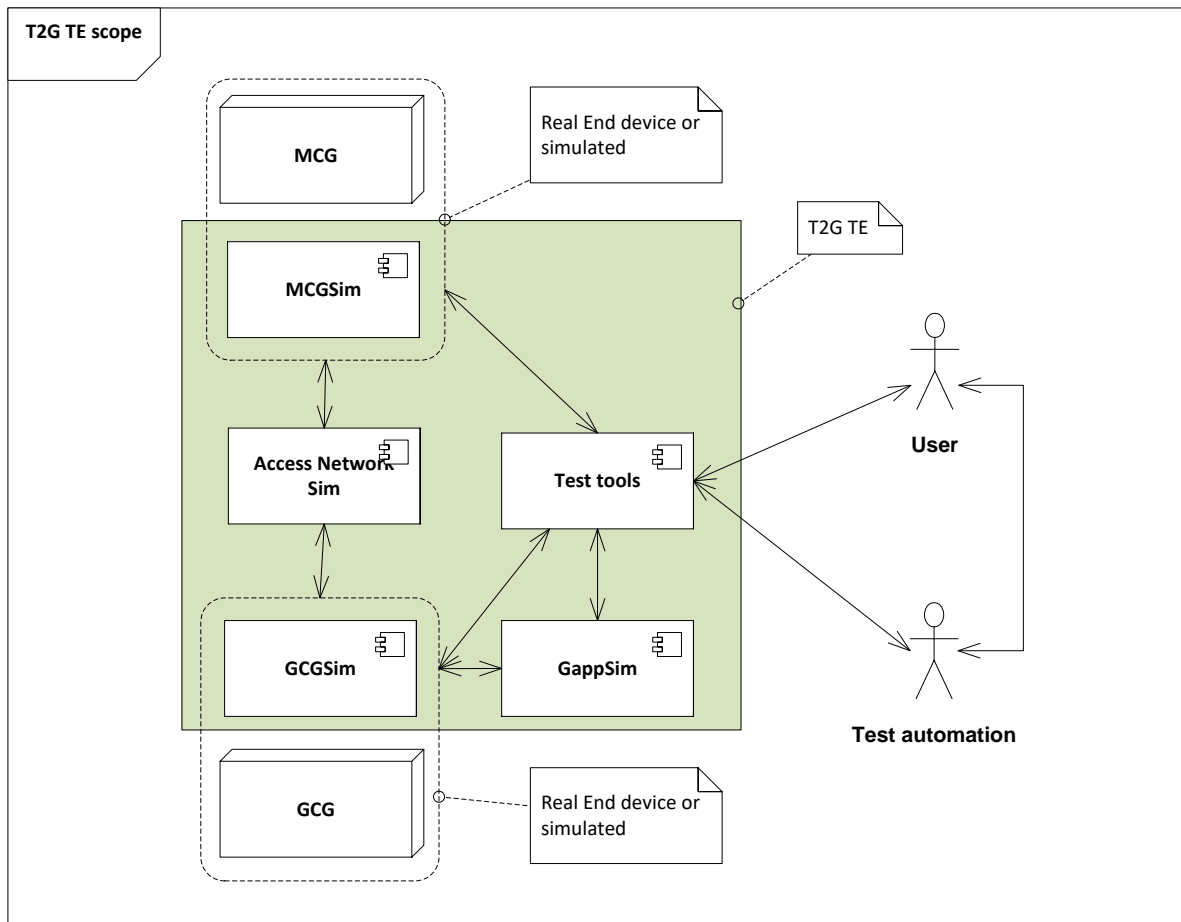 T2G TE scope
MCG
Real End device or
simulated
T2G TE
MCGSim
Access Network
Sim
Test tools
User
GCGSim
GappSim
Test automation
GCG
Real End device or
simulated